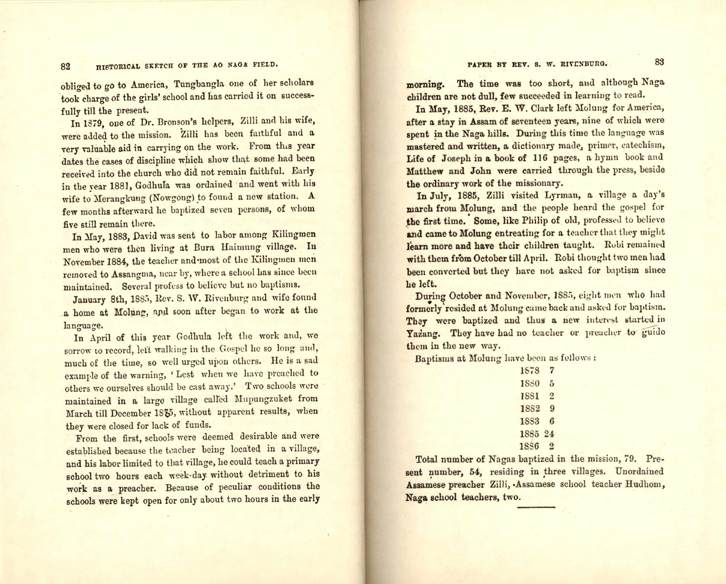 82 HISTORICAL SKETCH OF THE AO NAGA FIELD.
obliged to go to America, Tungbangla one of her scholars
took charge of the girls' school and has carried it on success-
fully till the present.
In 1879, one of Dr. Bronson's helpers, Zilli and his wife,
were added to the mission. Zilli has been faithful and a
very valuable aid in carrying on the work. From this year
dates the cases of discipline which show that some had been
received into the church who did not remain faithful. Early
in the year 1881, Godhula was ordained and went with his
wife to Merangkung (Nowgong) to found a new station. A
few months afterward he baptized seven persons, of whom
five still remain there.
In May, 1883, David was sent to labor among Kilingmen
men who were then living at Bura Haimung village. In
November 1884, the teacher and most of the Kilingmen men
removed to Assangma, near by, where a school has since been
maintained. Several profess to believe but no baptisms.
January 8th, 1885, Rev. S. W. Rivenburg and wife found
a home at Molung, and soon after began to work at the
language.
In April of this year Godhula left the work and, we
sorrow to record, left walking in the Gospel he so long and,
much of the time, so well urged upon others. He is a sad
example of the warning, ' Lest when we have preached to
others we ourselves should be cast away.' Two schools were
maintained in a large village called Mupungzuket from
March till December 1885, without apparent results, when
they were closed for lack of funds.
From the first, schools were deemed desirable and were
established because the teacher being located in a village,
and his labor limited to that village, he could teach a primary
school two hours each week-day without detriment to his
work as a preacher. Because of peculiar conditions the
schools were kept open for only about two hours in the early
PAPER BY REV. S. W. RIVENBURG. 83
morning. The time was too short, and although Naga
children are not dull, few succeeded in learning to read.
In May, 1885, Rev. E. W. Clark left Molung for America,
after a stay in Assam of seventeen years, nine of which were
spent in the Naga hills. During this time the language was
mastered and written, a dictionary made, primer, catechism,
Life of Joseph in a book of 116 pages, a hymn book and
Matthew and John were carried through the press, beside
the ordinary work of the missionary.
In July, 1885, Zilli visited Lyrman, a village a day's
march from Molung, and the people heard the gospel for
the first time. Some, like Philip of old, professed to believe
and came to Molung entreating for a teacher that they might
learn more and have their children taught. Robi remained
with them from October till April. Robi thought two men had
been converted but they have not asked for baptism since
he left.
During October and November, 1885, eight men who had
formerly resided at Molung came back and asked for baptism.
They were baptized and thus a new interest started in
Yazang. They have had no teacher or preacher to guide
them in the new way.
Baptisms at Molung have been as follows :
1878 7
1880 5
1881 2
1882 9
1883 6
1885 24
1886 2
Total number of Nagas baptized in the mission, 79. Pre-
sent number, 54, residing in three villages. Unordained
Assamese preacher Zilli, Assamese school teacher Hudhom,
Naga school teachers, two.